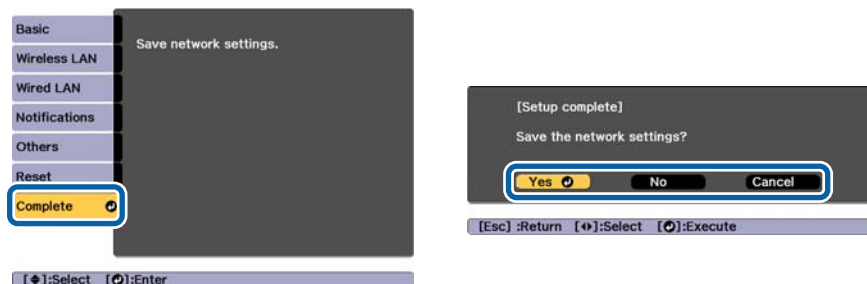 Basic
Save network settings.
Wireless LAN
Wired LAN
Notifications
Others
Reset
Complete
[ ]:Select [ ]:Enter
[Setup complete]
Save the network settings?
Yes No Cancel
[Esc] :Return [ ]:Select [ ]:Execute